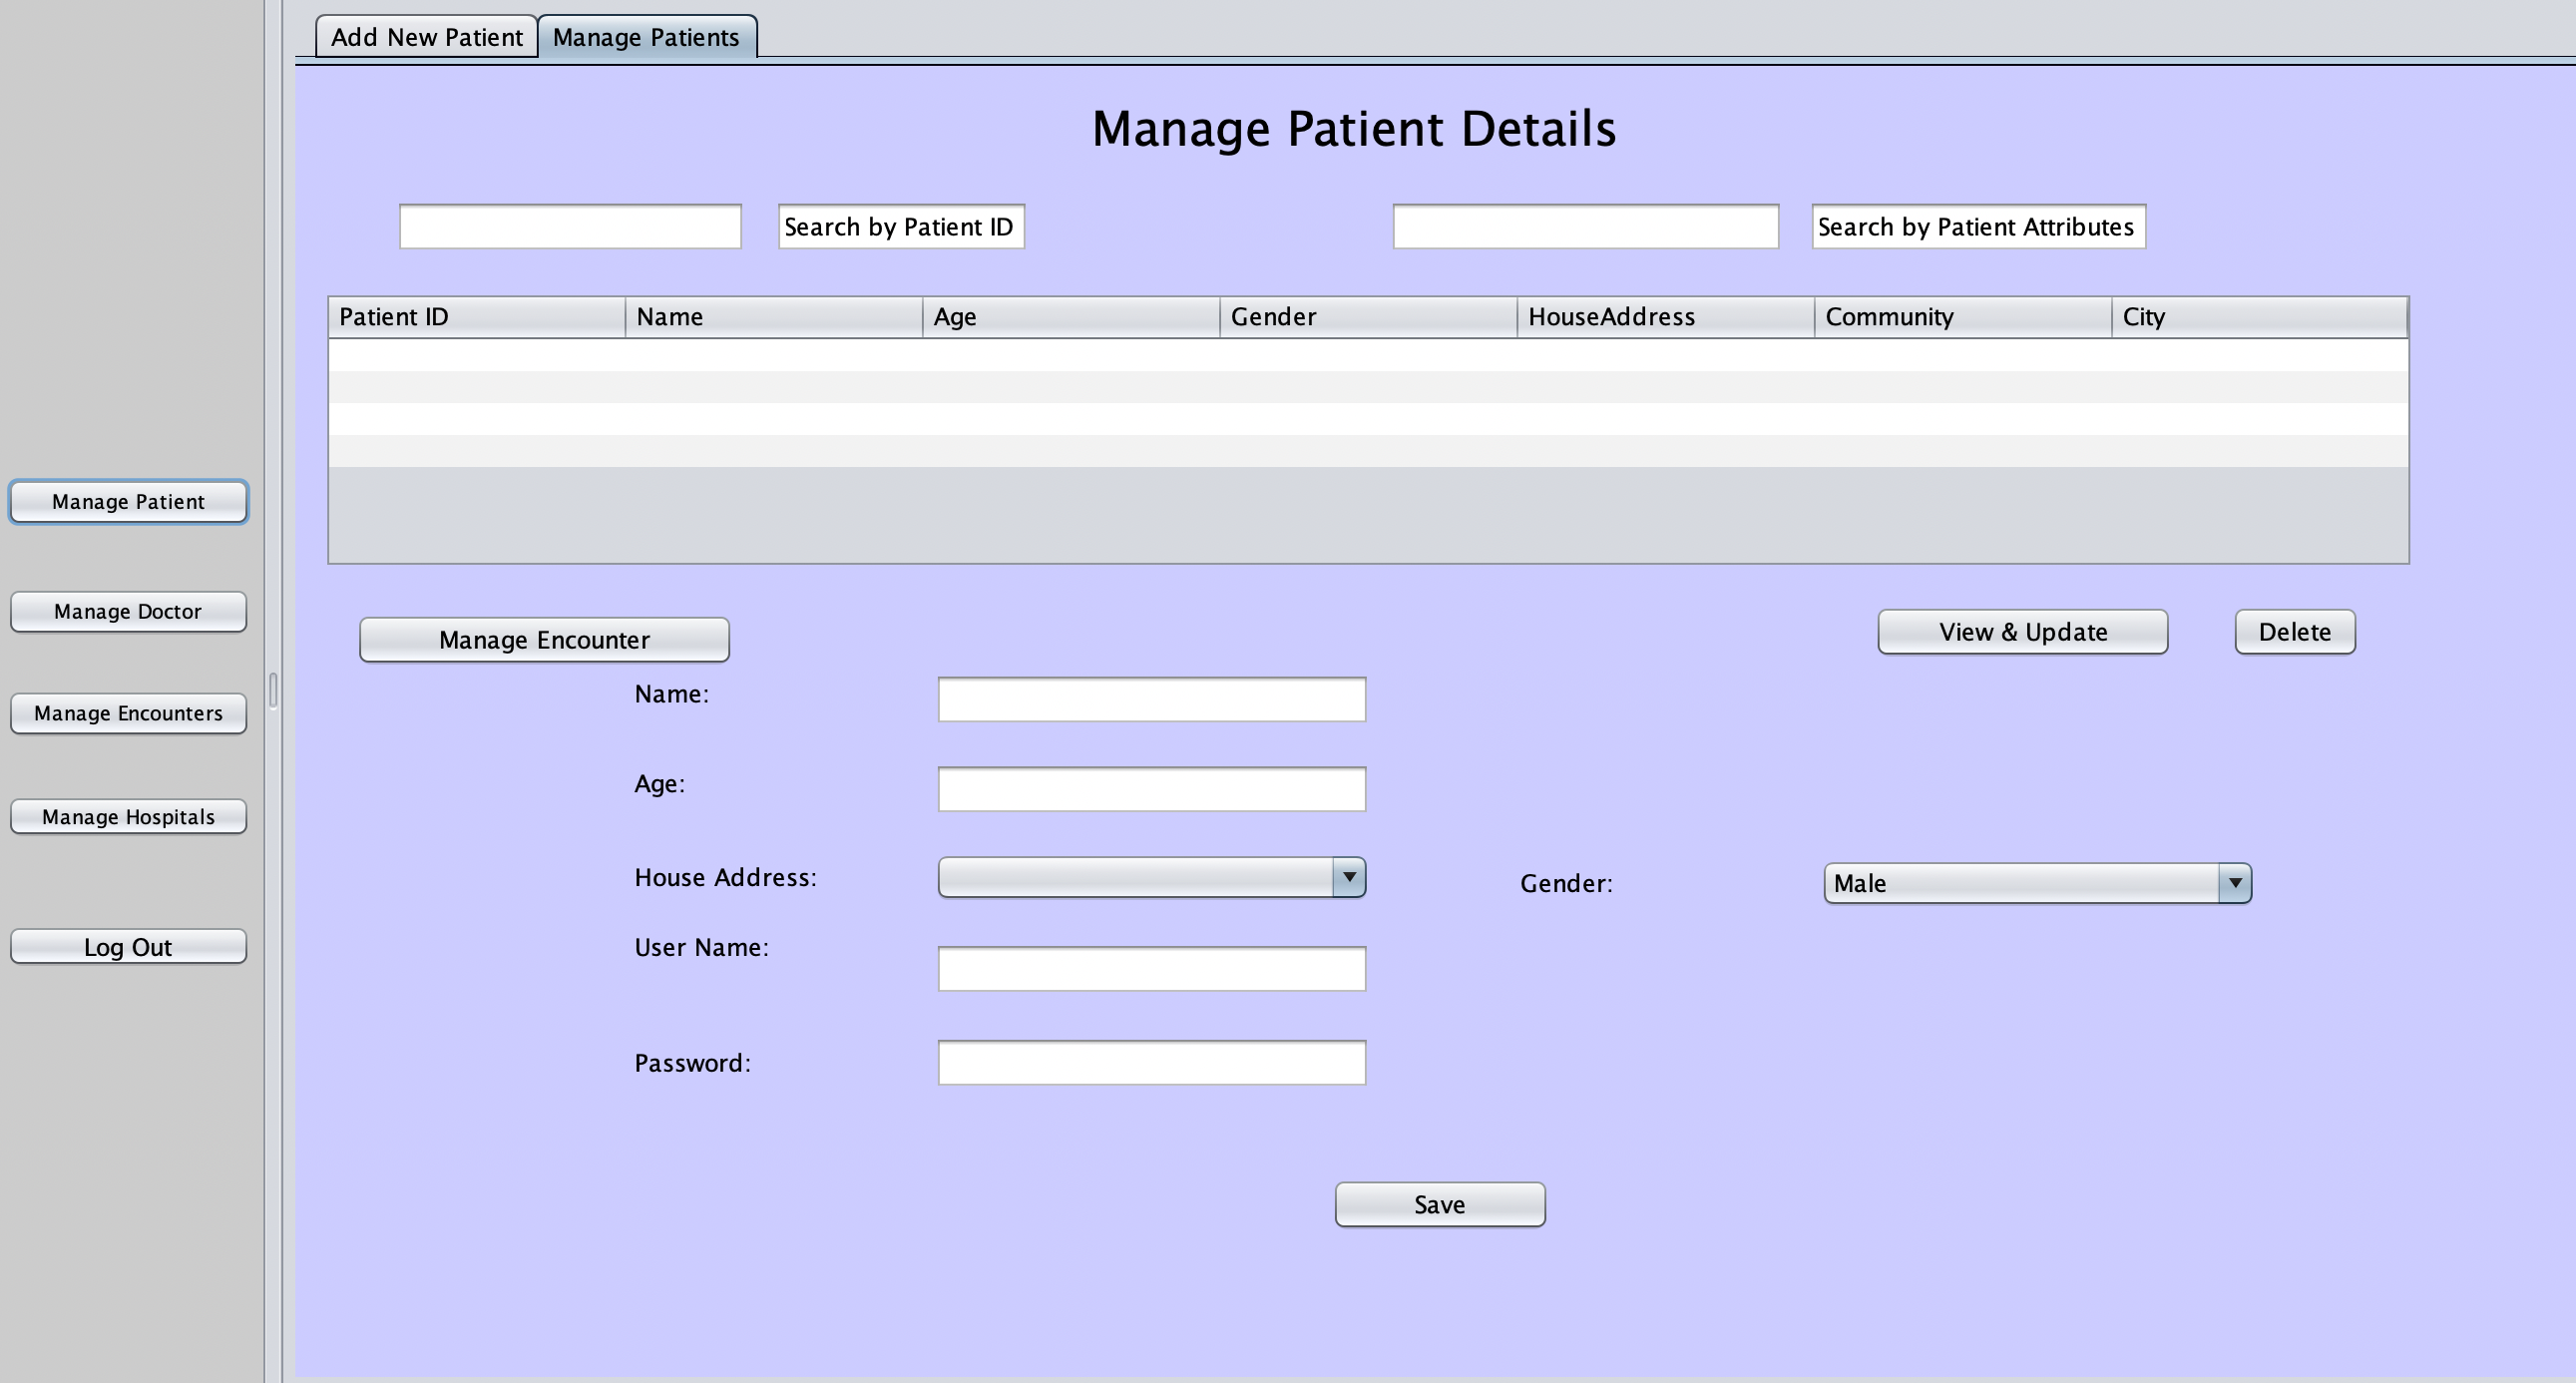 Add New Patient
Manage Patients
Manage Patient Details
Search by Patient ID
Search by Patient Attributes
Patient ID Name Age Gender HouseAddress Community City
Manage Patient
Manage Doctor
Manage Encounters
Manage Hospitals
Log Out
Manage Encounter
View & Update
Delete
Name:
Age:
House Address:
Gender:
Male
User Name:
Password:
Save